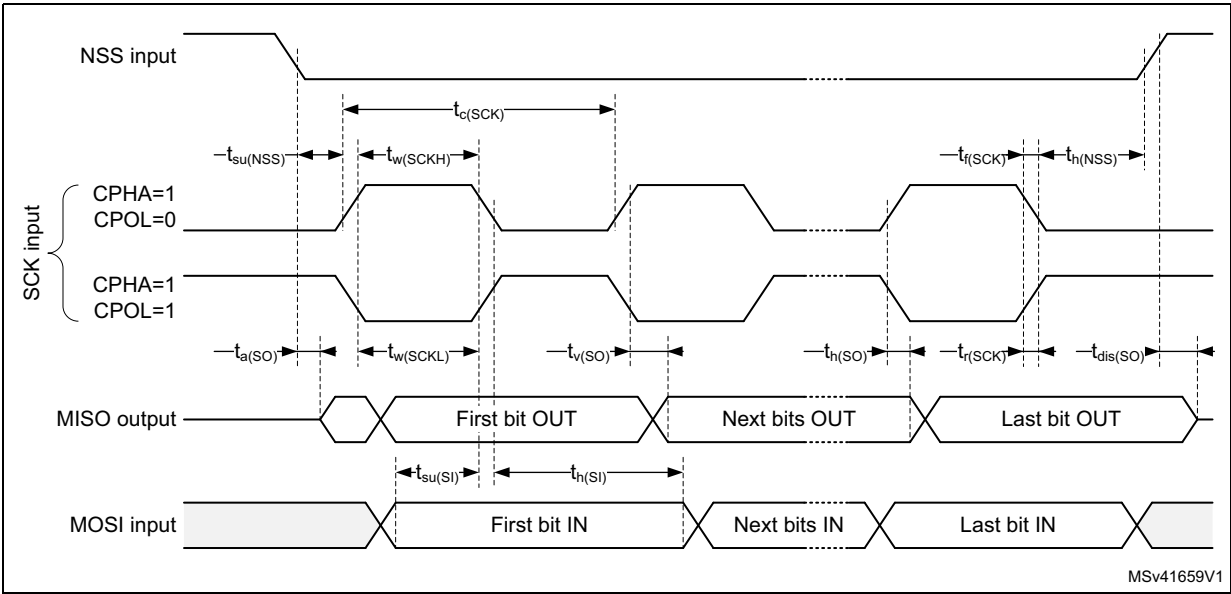 NSS input
tc(SCK)
tsu(NSS) tw(SCKH) tf(SCK) th(NSS)
SCK input
CPHA=1
CPOL=0
CPHA=1
CPOL=1
ta(SO) tw(SCKL) tv(SO) th(SO) tr(SCK) tdis(SO)
MISO output First bit OUT Next bits OUT Last bit OUT
tsu(SI) th(SI)
MOSI input First bit IN Next bits IN Last bit IN
MSv41659V1